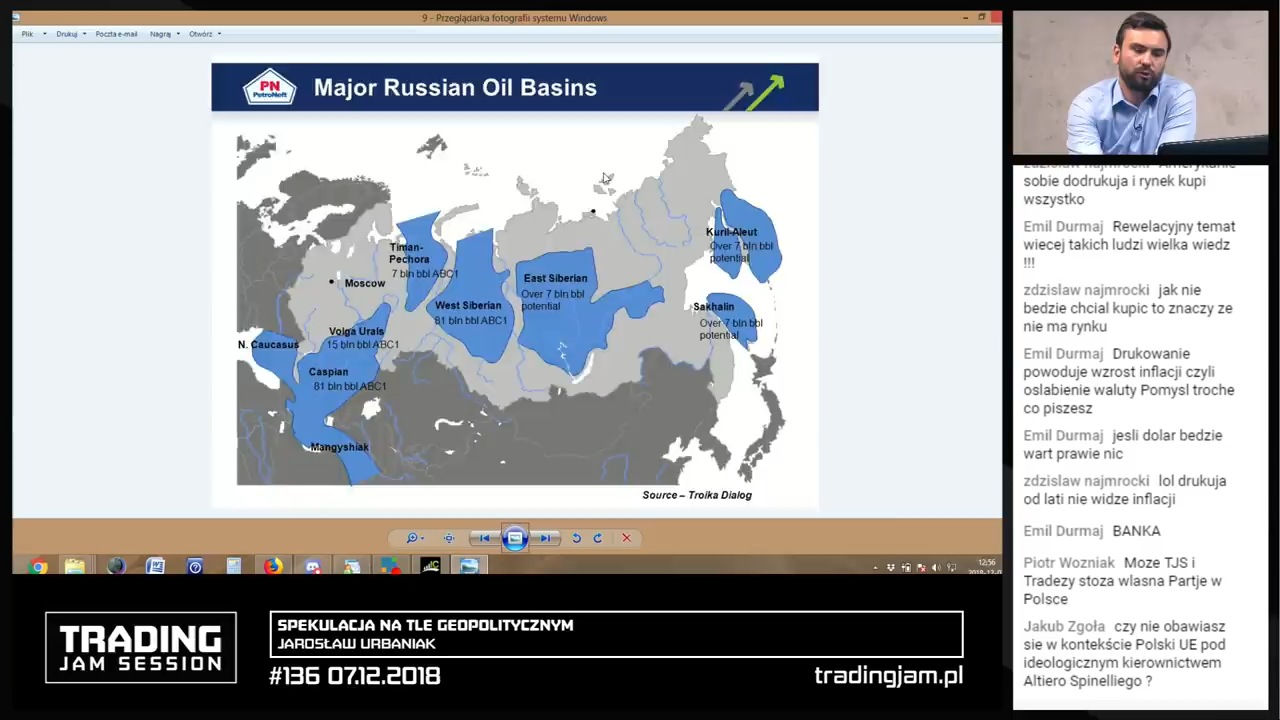 9 - Przeglądarka fotografii systemu Windows
Plik
Drukuj
Poczta e-mail
Nagraj
Otwórz
PN
PetroNeft
Major Russian Oil Basins
Timan-
Pechora
7 bln bbl ABC1
Moscow
West Siberian
81 bln bbl ABC1
East Siberian
Over 7 bln bbl
potential
Kuril-Aleut
Over 7 bln bbl
potential
Sakhalin
Over 7 bln bbl
potential
Volga Urals
15 bln bbl ABC1
N. Caucasus
Caspian
81 bln bbl ABC1
Mangyshiak
Source – Troika Dialog
12:56
TRADING
JAM SESSION
SPEKULACJA NA TLE GEOPOLITYCZNYM
JAROSŁAW URBANIAK
#136 07.12.2018
tradingjam.pl
zdzislaw najmrocki Amerykanie
sobie dodrukuja i rynek kupi
wszystko
Emil Durmaj Rewelacyjny temat
wiecej takich ludzi wielka wiedz
!!!
zdzislaw najmrocki jak nie
bedzie chcial kupic to znaczy ze
nie ma rynku
Emil Durmaj Drukowanie
powoduje wzrost inflacji czyli
oslabienie waluty Pomysl troche
co piszesz
Emil Durmaj jesli dolar bedzie
wart prawie nic
zdzislaw najmrocki lol drukuja
od lati nie widze inflacji
Emil Durmaj BANKA
Piotr Wozniak Moze TJS i
Tradezy stoza wlasna Partje w
Polsce
Jakub Zgoła czy nie obawiasz
sie w kontekście Polski UE pod
ideologicznym kierownictwem
Altiero Spinelliego ?